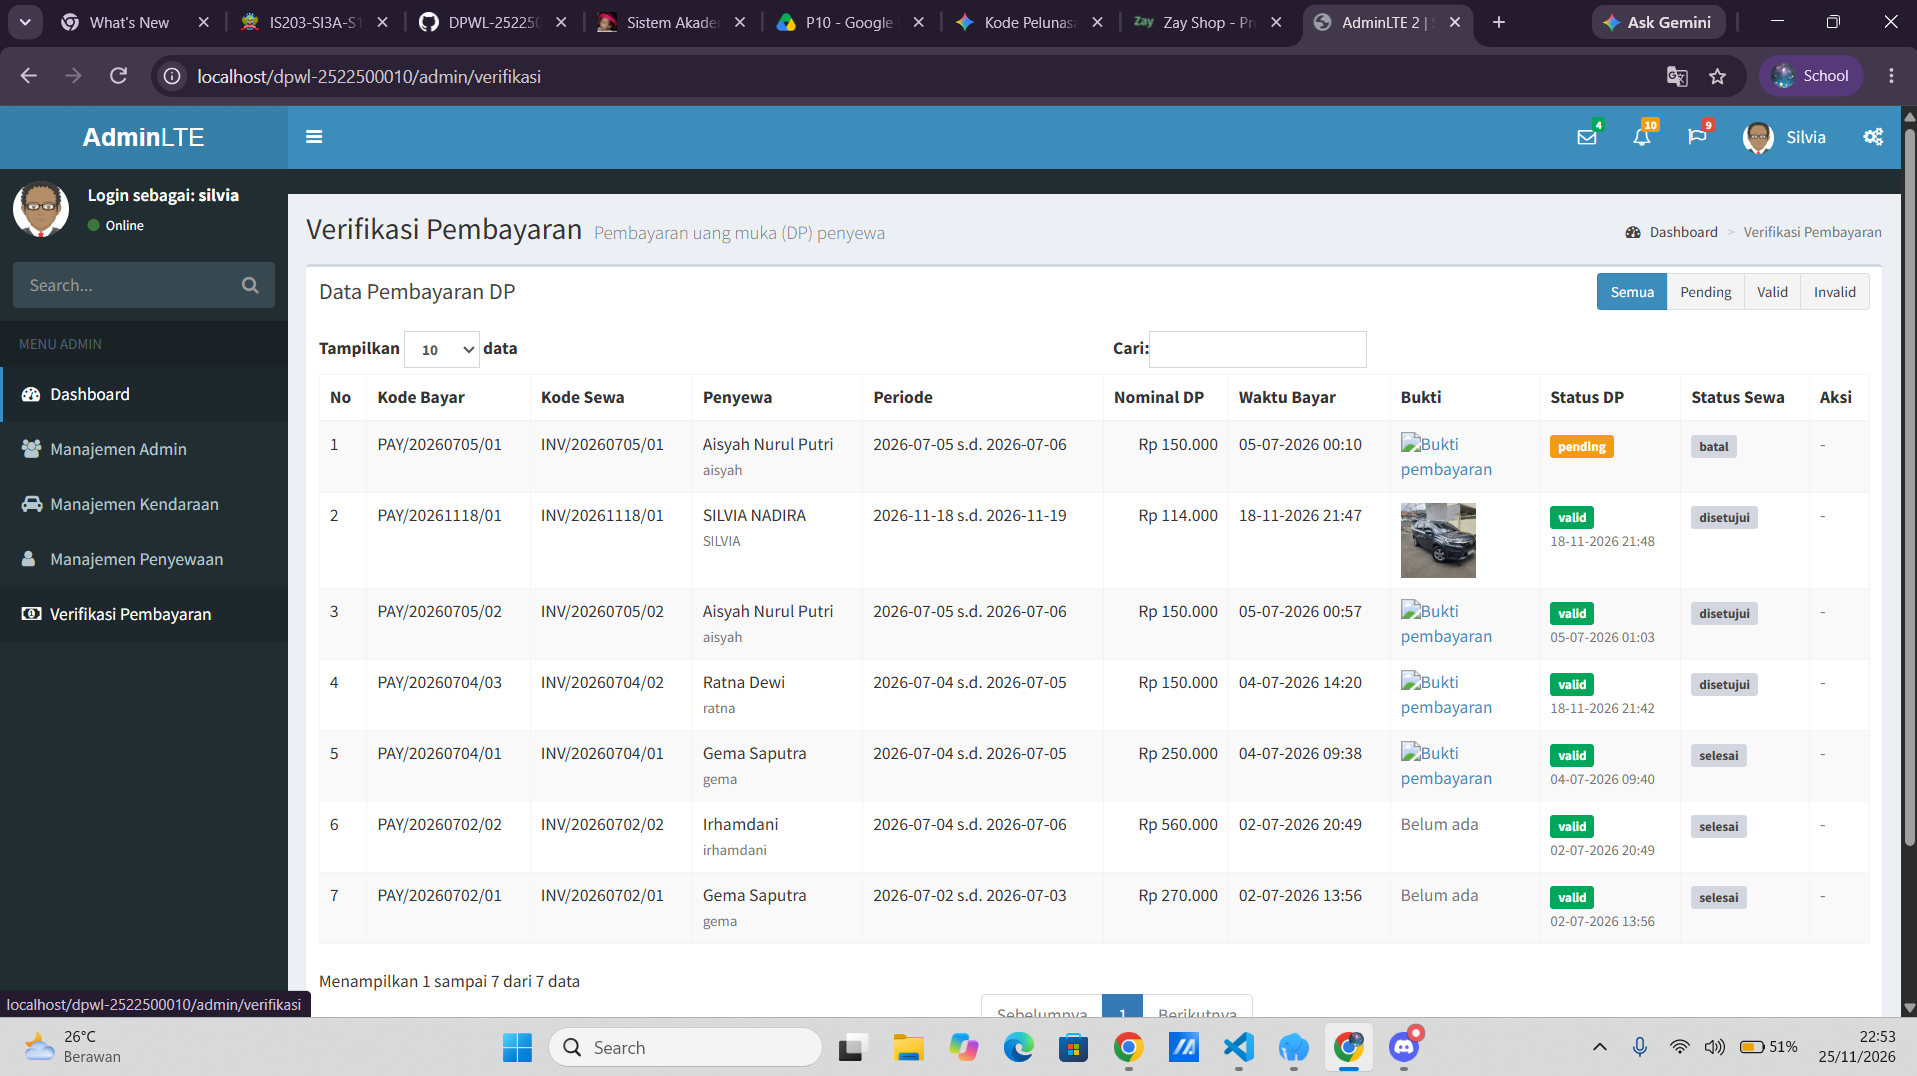 What's New
IS203-SI3A-S1
DPWL-252250
Sistem Akade
P10 - Google
Kode Pelunas
Zay
Zay Shop - Pr
AdminLTE 2 | S
Ask Gemini
localhost/dpwl-2522500010/admin/verifikasi
School
AdminLTE
4
10
9
Silvia
Login sebagai: silvia
Online
Search...
MENU ADMIN
Dashboard
Manajemen Admin
Manajemen Kendaraan
Manajemen Penyewaan
Verifikasi Pembayaran
Verifikasi Pembayaran Pembayaran uang muka (DP) penyewa
Dashboard > Verifikasi Pembayaran
Data Pembayaran DP
Semua Pending Valid Invalid
Tampilkan 10 data
Cari:
No Kode Bayar Kode Sewa Penyewa Periode Nominal DP Waktu Bayar Bukti Status DP Status Sewa Aksi
1 PAY/20260705/01 INV/20260705/01 Aisyah Nurul Putri 2026-07-05 s.d. 2026-07-06 Rp 150.000 05-07-2026 00:10 Bukti pending batal -
aisyah pembayaran
2 PAY/20261118/01 INV/20261118/01 SILVIA NADIRA 2026-11-18 s.d. 2026-11-19 Rp 114.000 18-11-2026 21:47 valid disetujui -
SILVIA 18-11-2026 21:48
3 PAY/20260705/02 INV/20260705/02 Aisyah Nurul Putri 2026-07-05 s.d. 2026-07-06 Rp 150.000 05-07-2026 00:57 Bukti valid disetujui -
aisyah pembayaran 05-07-2026 01:03
4 PAY/20260704/03 INV/20260704/02 Ratna Dewi 2026-07-04 s.d. 2026-07-05 Rp 150.000 04-07-2026 14:20 Bukti valid disetujui -
ratna pembayaran 18-11-2026 21:42
5 PAY/20260704/01 INV/20260704/01 Gema Saputra 2026-07-04 s.d. 2026-07-05 Rp 250.000 04-07-2026 09:38 Bukti valid selesai -
gema pembayaran 04-07-2026 09:40
6 PAY/20260702/02 INV/20260702/02 Irhamdani 2026-07-04 s.d. 2026-07-06 Rp 560.000 02-07-2026 20:49 Belum ada valid selesai -
irhamdani 02-07-2026 20:49
7 PAY/20260702/01 INV/20260702/01 Gema Saputra 2026-07-02 s.d. 2026-07-03 Rp 270.000 02-07-2026 13:56 Belum ada valid selesai -
gema 02-07-2026 13:56
Menampilkan 1 sampai 7 dari 7 data
Sebelumnya 1 Berikutnya
localhost/dpwl-2522500010/admin/verifikasi
26°C
Berawan
Search
51%
22:53
25/11/2026